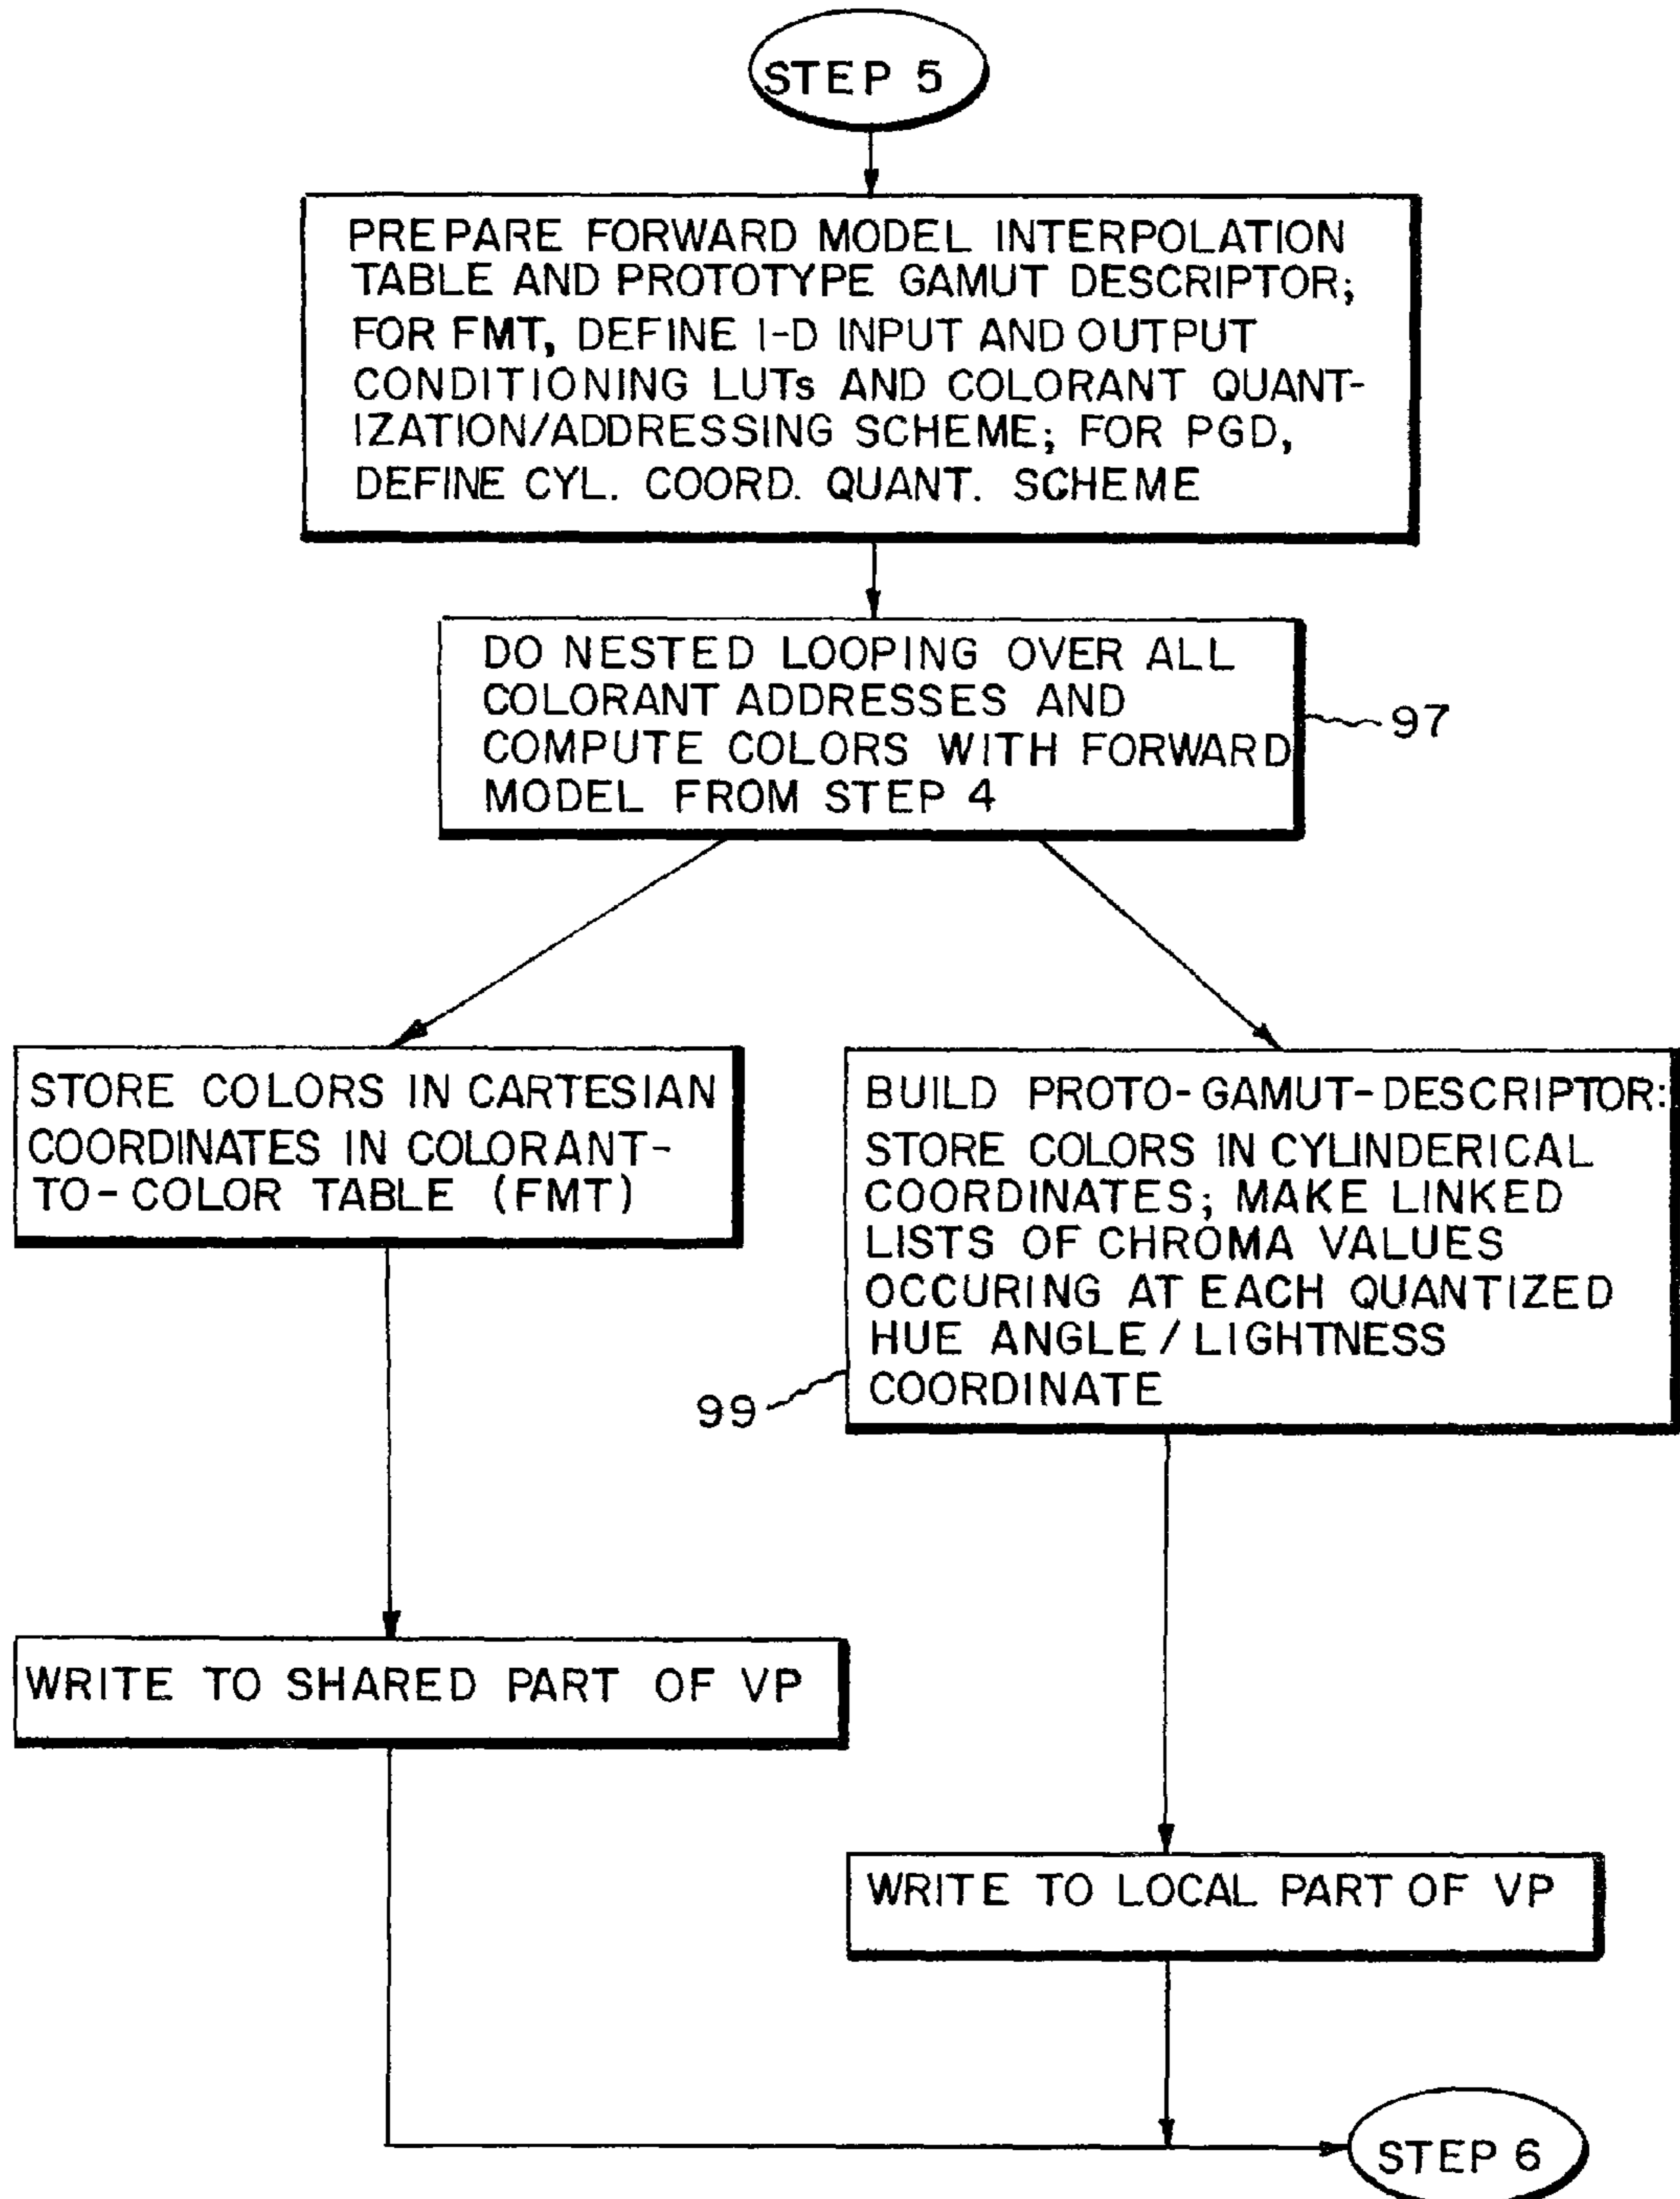 STEP 5
PREPARE FORWARD MODEL INTERPOLATION
TABLE AND PROTOTYPE GAMUT DESCRIPTOR;
FOR FMT, DEFINE I-D INPUT AND OUTPUT
CONDITIONING LUTs AND COLORANT QUANT-
IZATION/ADDRESSING SCHEME; FOR PGD,
DEFINE CYL. COORD. QUANT. SCHEME
DO NESTED LOOPING OVER ALL
COLORANT ADDRESSES AND
COMPUTE COLORS WITH FORWARD
MODEL FROM STEP 4
97
STORE COLORS IN CARTESIAN
COORDINATES IN COLORANT-
TO-COLOR TABLE (FMT)
BUILD PROTO-GAMUT-DESCRIPTOR:
STORE COLORS IN CYLINDERICAL
COORDINATES; MAKE LINKED
LISTS OF CHROMA VALUES
OCCURING AT EACH QUANTIZED
HUE ANGLE/LIGHTNESS
COORDINATE
99
WRITE TO SHARED PART OF VP
WRITE TO LOCAL PART OF VP
STEP 6